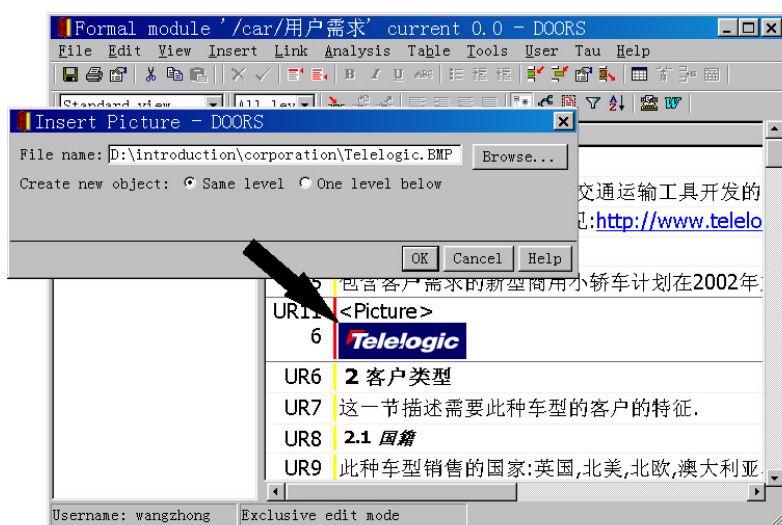 Formal module '/car/用户需求' current 0.0 - DOORS
File Edit View Insert Link Analysis Table Tools User Tau Help
Standard view
Insert Picture - DOORS
File name: D:\introduction\corporation\Telelogic.BMP Browse...
Create new object: Same level One level below
OK Cancel Help
交通运输工具开发的
:http://www.telelo
5 包含客户需求的新型商用小轿车计划在2002年
UR11 <Picture>
6 Telelogic
UR6 2 客户类型
UR7 这一节描述需要此种车型的客户的特征.
UR8 2.1 国籍
UR9 此种车型销售的国家:英国,北美,北欧,澳大利亚
Username: wangzhong Exclusive edit mode